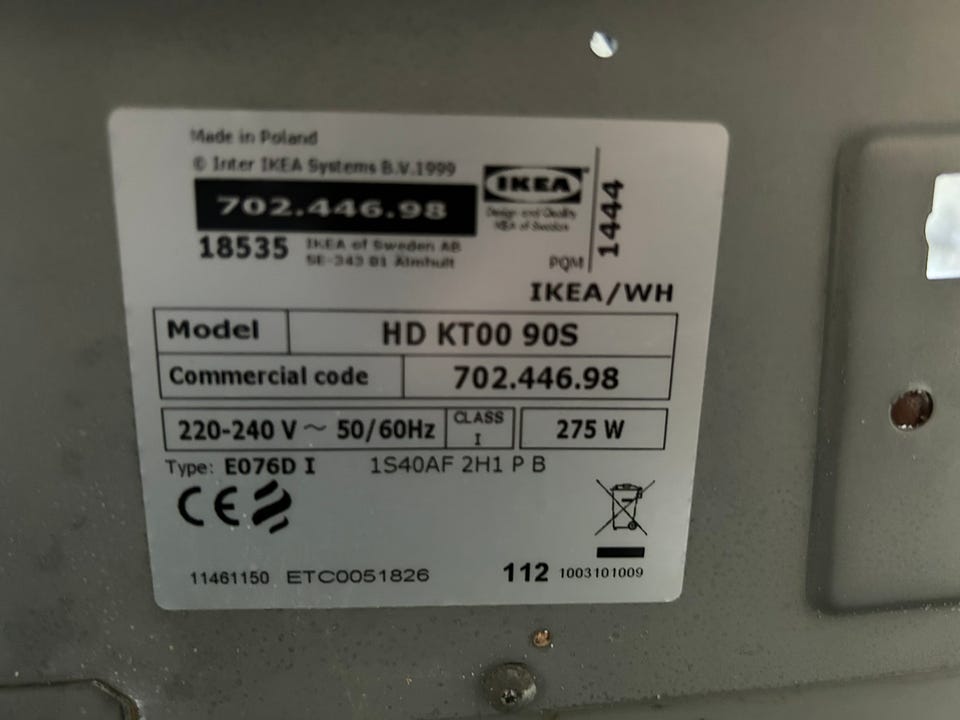 Made in Poland
© Inter IKEA Systems B.V.1999
702.446.98
18535
IKEA of Sweden AB
SE-343 81 Älmhult
IKEA
Design and Quality
IKEA of Sweden
PQM
1444
IKEA/WH
Model HD KT00 90S
Commercial code 702.446.98
220-240 V ~ 50/60Hz CLASS I 275 W
Type: E076D I 1S40AF 2H1 P B
CE
11461150 ETC0051826 112 1003101009